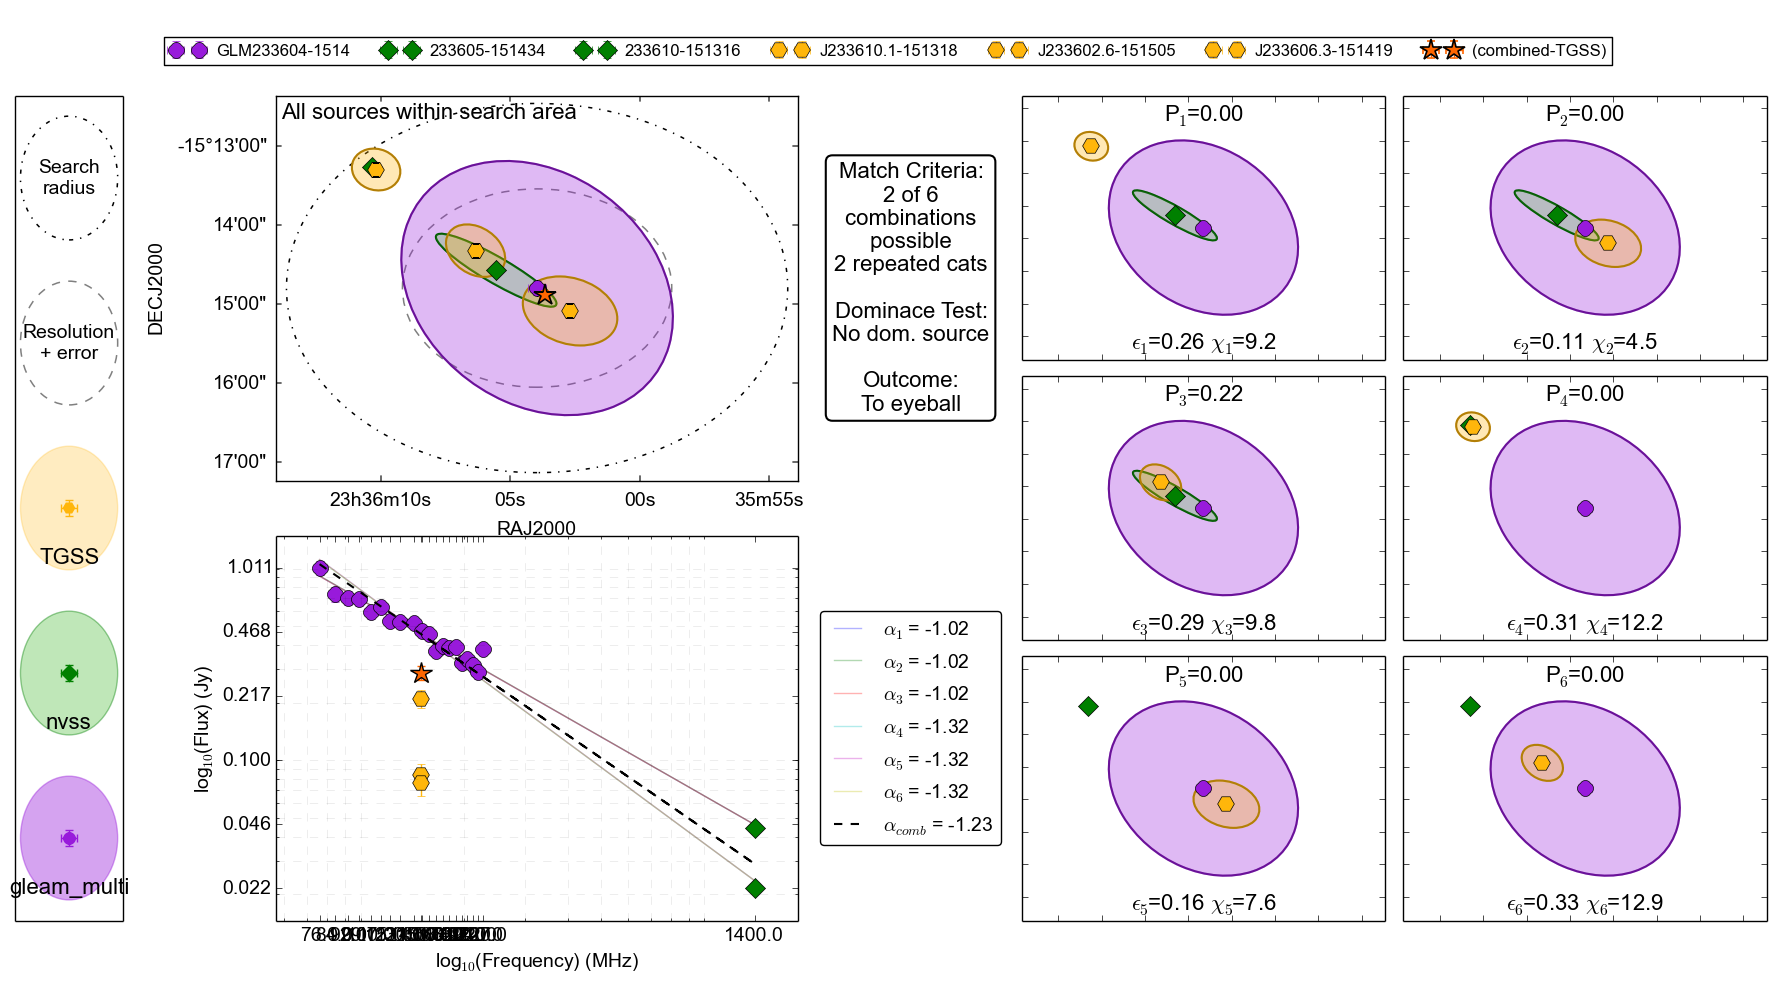 GLM233604-1514 233605-151434 233610-151316 J233610.1-151318 J233602.6-151505 J233606.3-151419 (combined-TGSS)
Search
radius
Resolution
+ error
TGSS
nvss
gleam_multi
All sources within search area
DECJ2000
-15°13'00"
14'00"
15'00"
16'00"
17'00"
23h36m10s 05s 00s 35m55s
RAJ2000
log10(Flux) (Jy)
1.011
0.468
0.217
0.100
0.046
0.022
1400.0
log10(Frequency) (MHz)
Match Criteria:
2 of 6
combinations
possible
2 repeated cats
Dominace Test:
No dom. source
Outcome:
To eyeball
α1 = -1.02
α2 = -1.02
α3 = -1.02
α4 = -1.32
α5 = -1.32
α6 = -1.32
αcomb = -1.23
P1=0.00
ϵ1=0.26 χ1=9.2
P2=0.00
ϵ2=0.11 χ2=4.5
P3=0.22
ϵ3=0.29 χ3=9.8
P4=0.00
ϵ4=0.31 χ4=12.2
P5=0.00
ϵ5=0.16 χ5=7.6
P6=0.00
ϵ6=0.33 χ6=12.9